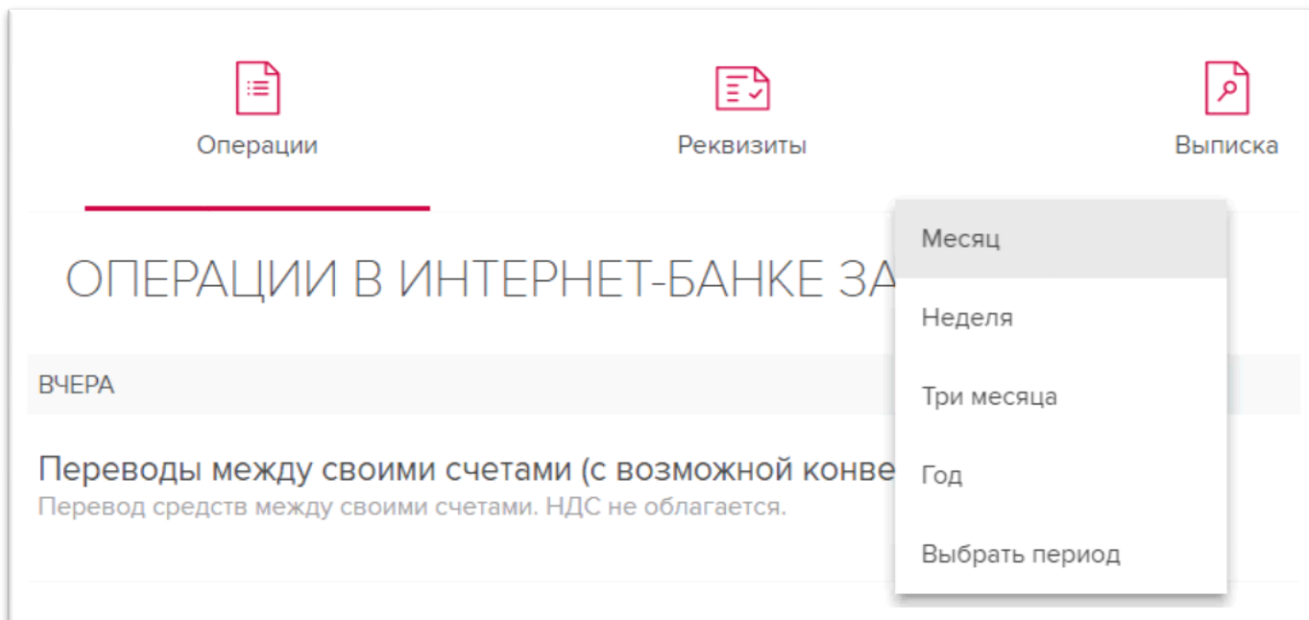 Операции
Реквизиты
Выписка
ОПЕРАЦИИ В ИНТЕРНЕТ-БАНКЕ ЗА
Месяц
Неделя
Три месяца
Год
Выбрать период
ВЧЕРА
Переводы между своими счетами (с возможной конве
Перевод средств между своими счетами. НДС не облагается.